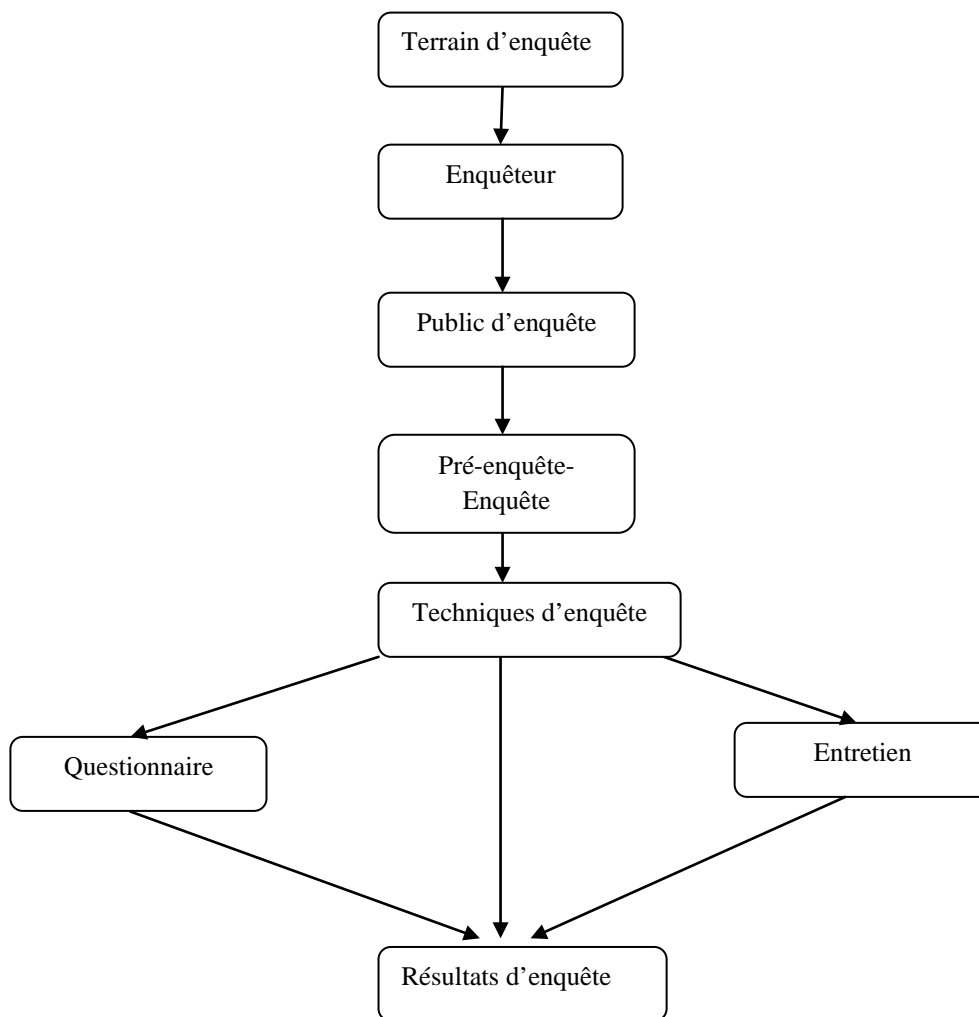 Terrain d’enquête
Enquêteur
Public d’enquête
Pré-enquête-
Enquête
Techniques d’enquête
Questionnaire
Entretien
Résultats d’enquête